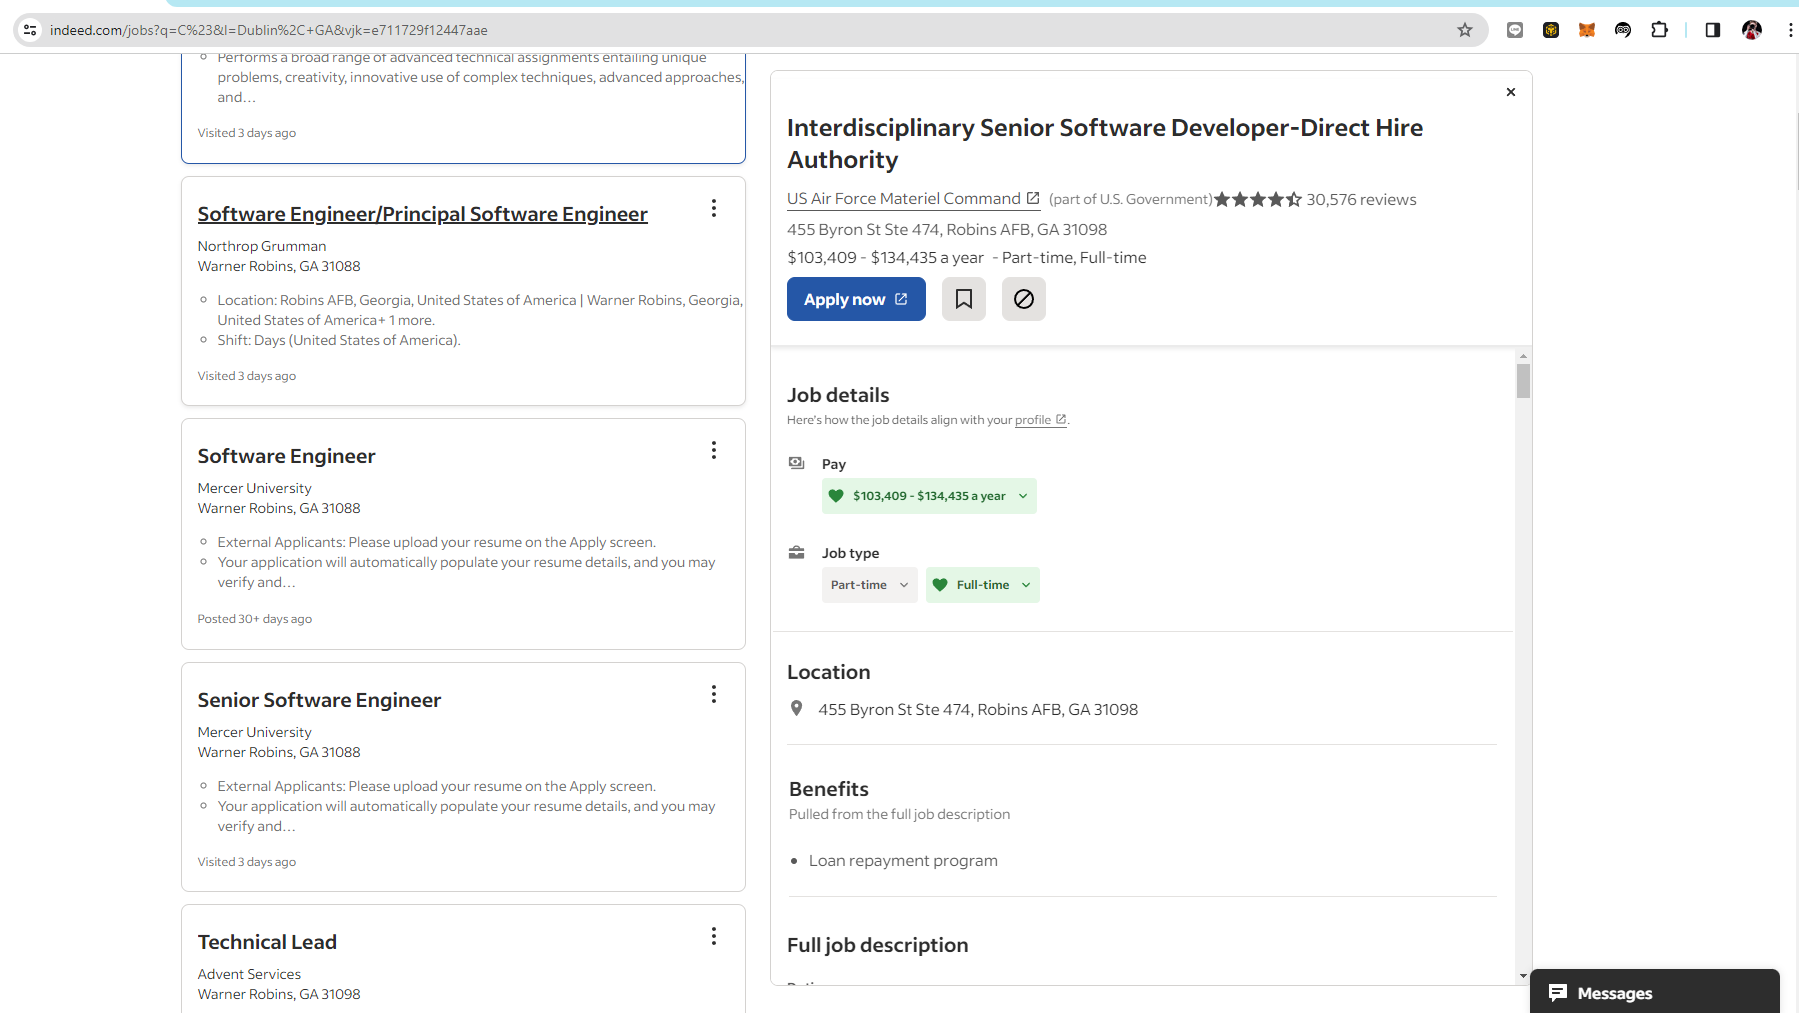 indeed.com/jobs?q=C%23&l=Dublin%2C+GA&vjk=e711729f12447aae
Performs a broad range of advanced technical assignments entailing unique
problems, creativity, innovative use of complex techniques, advanced approaches,
and…
Visited 3 days ago
Software Engineer/Principal Software Engineer
Northrop Grumman
Warner Robins, GA 31088
Location: Robins AFB, Georgia, United States of America | Warner Robins, Georgia,
United States of America+ 1 more.
Shift: Days (United States of America).
Visited 3 days ago
Software Engineer
Mercer University
Warner Robins, GA 31088
External Applicants: Please upload your resume on the Apply screen.
Your application will automatically populate your resume details, and you may
verify and…
Posted 30+ days ago
Senior Software Engineer
Mercer University
Warner Robins, GA 31088
External Applicants: Please upload your resume on the Apply screen.
Your application will automatically populate your resume details, and you may
verify and…
Visited 3 days ago
Technical Lead
Advent Services
Warner Robins, GA 31098
Interdisciplinary Senior Software Developer-Direct Hire
Authority
US Air Force Materiel Command (part of U.S. Government) 30,576 reviews
455 Byron St Ste 474, Robins AFB, GA 31098
$103,409 - $134,435 a year - Part-time, Full-time
Apply now
Job details
Here's how the job details align with your profile.
Pay
$103,409 - $134,435 a year
Job type
Part-time Full-time
Location
455 Byron St Ste 474, Robins AFB, GA 31098
Benefits
Pulled from the full job description
Loan repayment program
Full job description
Messages